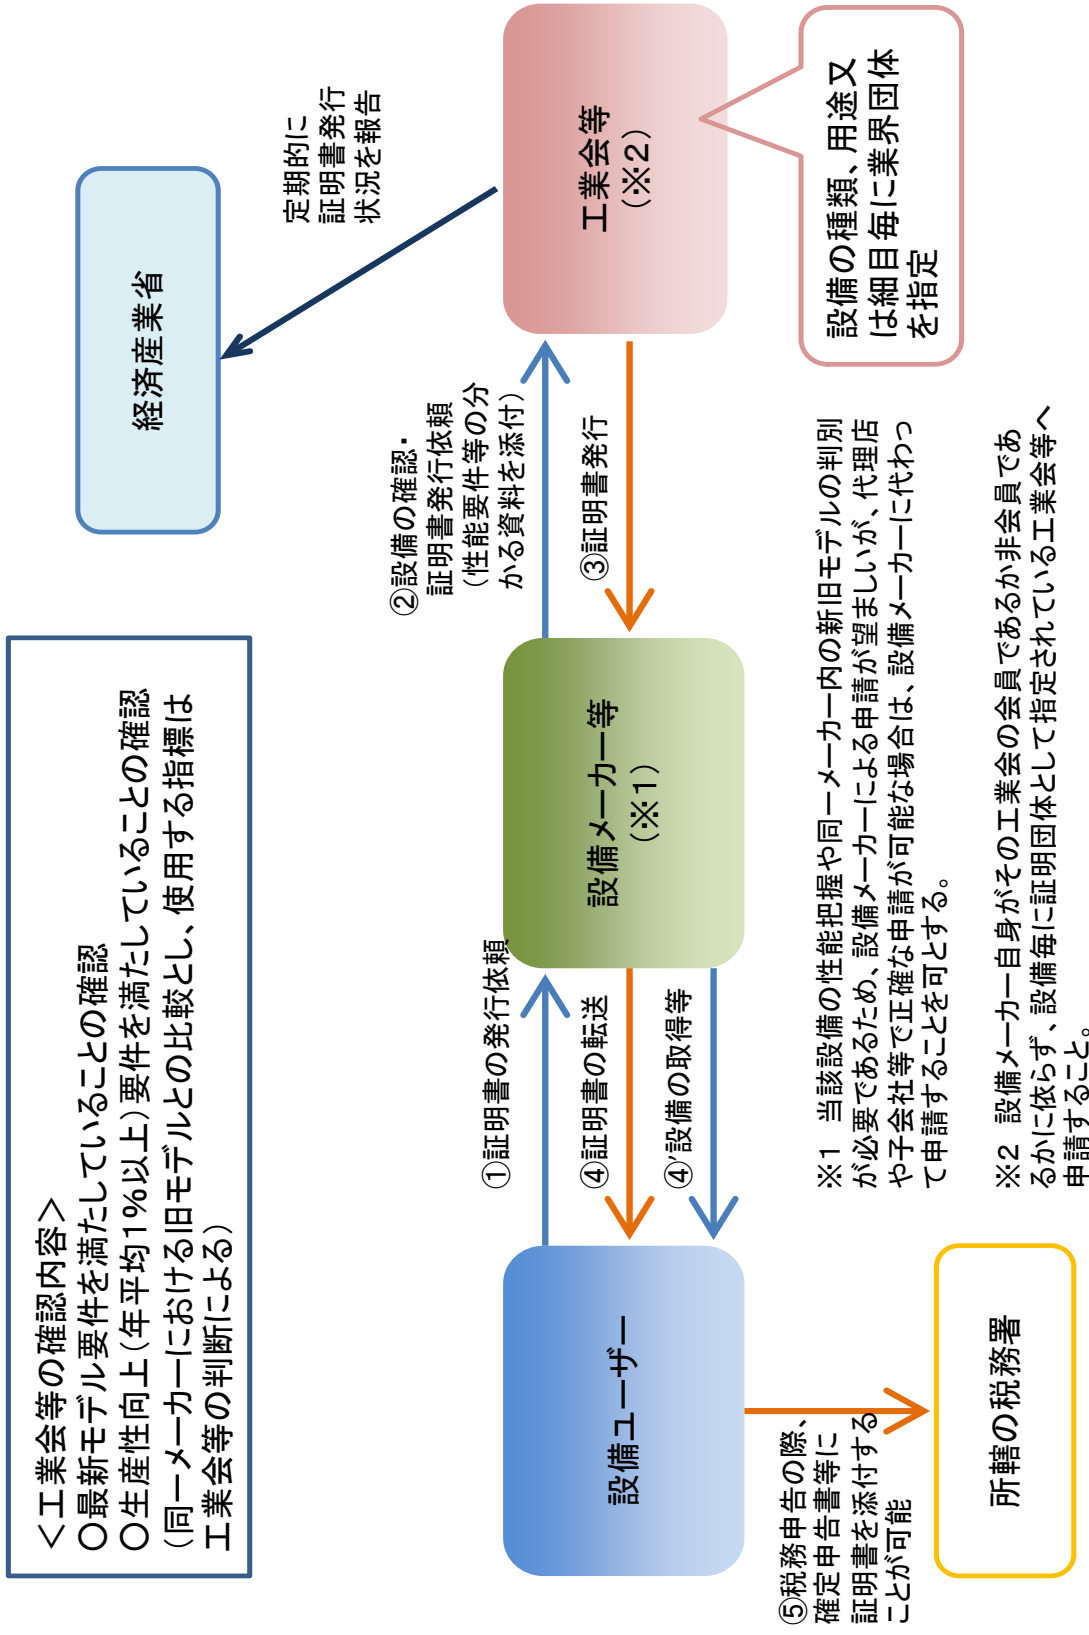 ＜工業会等の確認内容＞
○最新モデル要件を満たしていることの確認
○生産性向上（年平均１％以上）要件を満たしていることの確認
（同一メーカーにおける旧モデルとの比較とし、使用する指標は
工業会等の判断による）
経済産業省
定期的に
証明書発行
状況を報告
②設備の確認・
証明書発行依頼
（性能要件等の分
かる資料を添付）
①証明書の発行依頼
③証明書発行
④証明書の転送
④’設備の取得等
設備ユーザー
設備メーカー等
（※１）
工業会等
（※２）
設備の種類、用途又
は細目毎に業界団体
を指定
⑤税務申告の際、
確定申告書等に
証明書を添付する
ことが可能
所轄の税務署
※１　当該設備の性能把握や同一メーカー内の新旧モデルの判別
が必要であるため、設備メーカーによる申請が望ましいが、代理店
や子会社等で正確な申請が可能な場合は、設備メーカーに代わっ
て申請することを可とする。
※２　設備メーカー自身がその工業会の会員であるか非会員であ
るかに依らず、設備毎に証明団体として指定されている工業会等へ
申請すること。